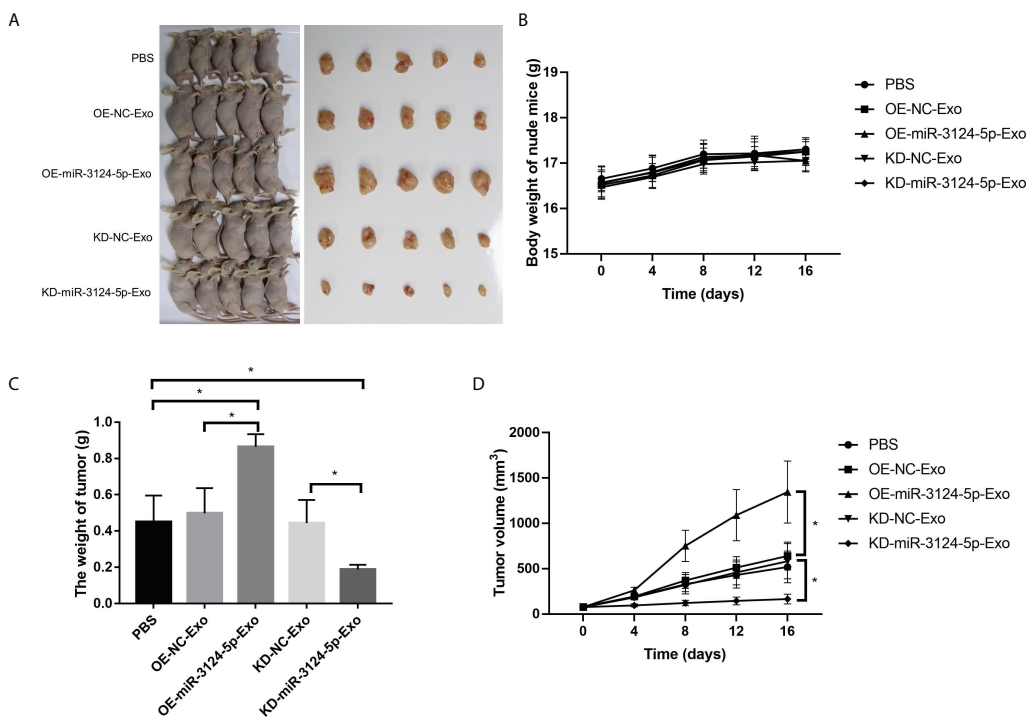 A
PBS
OE-NC-Exo
OE-miR-3124-5p-Exo
KD-NC-Exo
KD-miR-3124-5p-Exo
B
Body weight of nude mice (g)
19
18
17
16
15
0 4 8 12 16
Time (days)
PBS
OE-NC-Exo
OE-miR-3124-5p-Exo
KD-NC-Exo
KD-miR-3124-5p-Exo
C
*
*
*
*
The weight of tumor (g)
1.0
0.8
0.6
0.4
0.2
0.0
PBS
OE-NC-Exo
OE-miR-3124-5p-Exo
KD-NC-Exo
KD-miR-3124-5p-Exo
D
Tumor volume (mm³)
2000
1500
1000
500
0
0 4 8 12 16
Time (days)
*
*
PBS
OE-NC-Exo
OE-miR-3124-5p-Exo
KD-NC-Exo
KD-miR-3124-5p-Exo